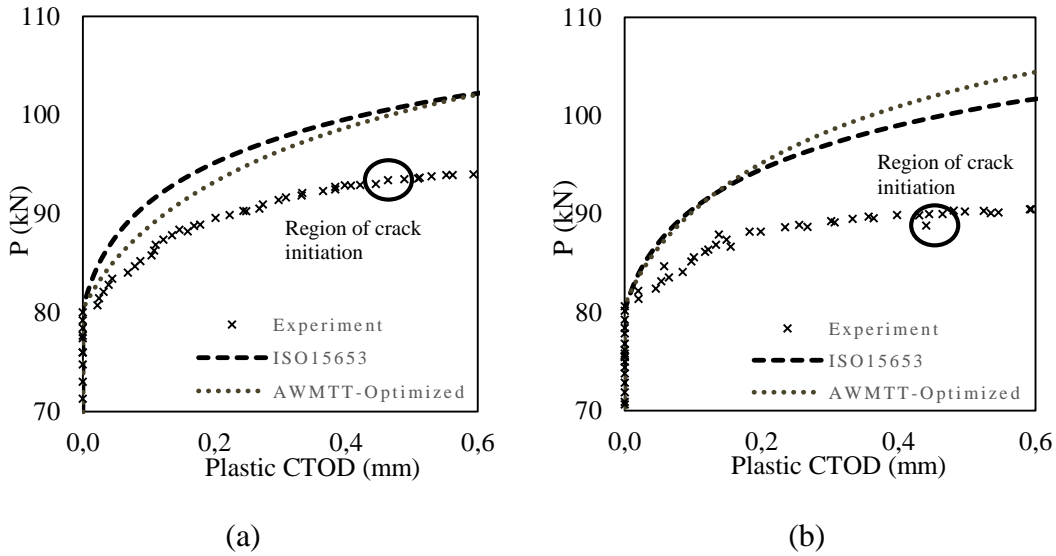 110
100
90
80
70
P (kN)
Region of crack
initiation
Experiment
ISO15653
AWMTT-Optimized
0,0 0,2 0,4 0,6
Plastic CTOD (mm)
(a)
110
100
90
80
70
P (kN)
Region of crack
initiation
Experiment
ISO15653
AWMTT-Optimized
0,0 0,2 0,4 0,6
Plastic CTOD (mm)
(b)